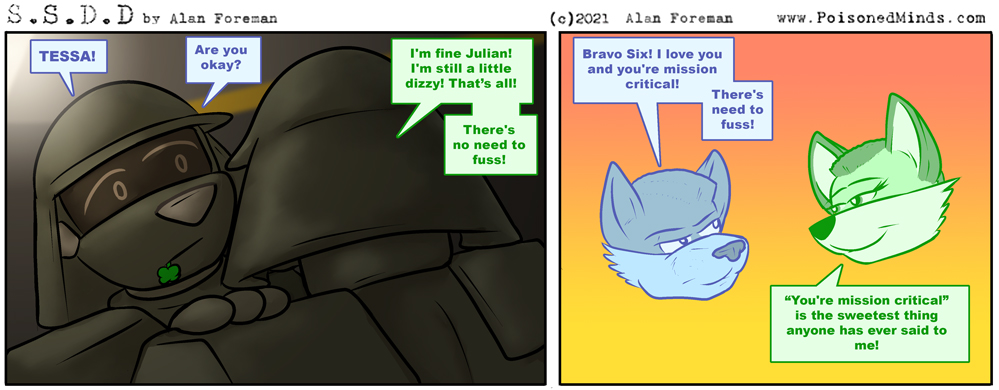 S.S.D.D by Alan Foreman
(c)2021 Alan Foreman www.PoisonedMinds.com
TESSA!
Are you
okay?
I'm fine Julian!
I'm still a little
dizzy! That's all!
There's
no need to
fuss!
Bravo Six! I love you
and you're mission
critical!
There's
need to
fuss!
“You're mission critical”
is the sweetest thing
anyone has ever said to
me!